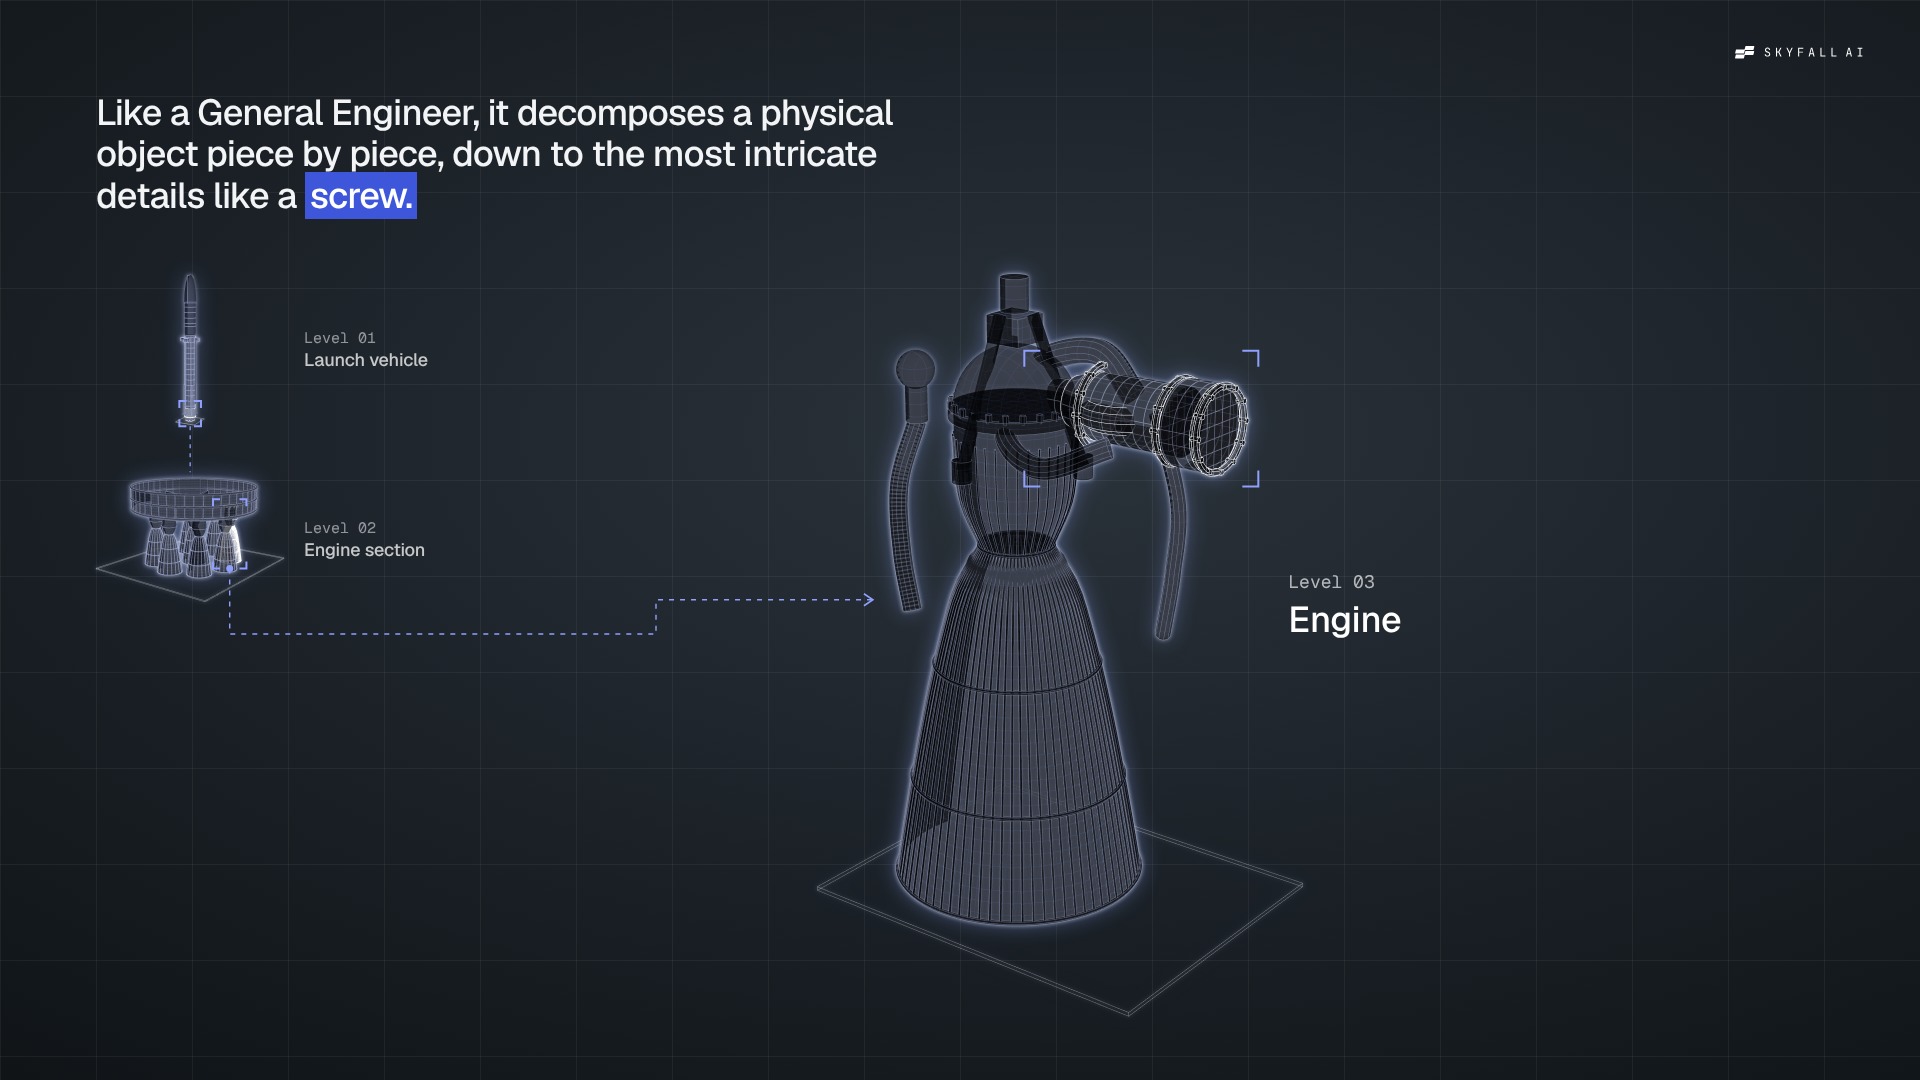 SKYFALL AI
Like a General Engineer, it decomposes a physical
object piece by piece, down to the most intricate
details like a screw.
Level 01
Launch vehicle
Level 02
Engine section
Level 03
Engine